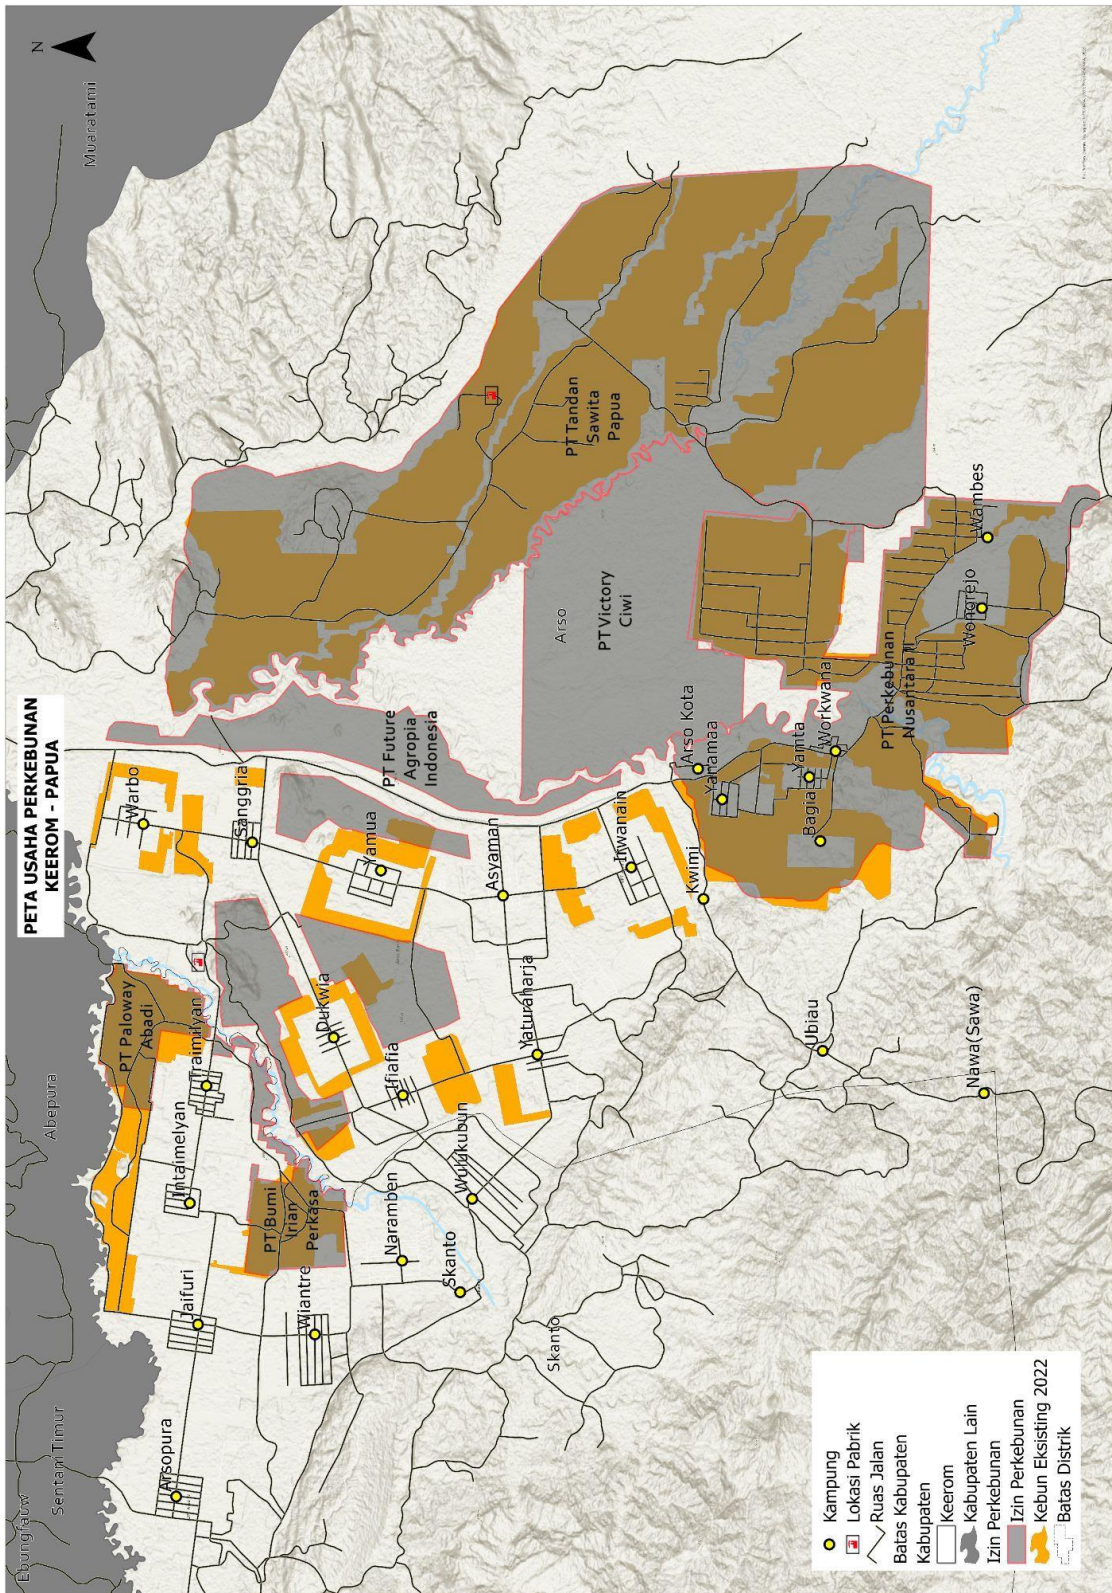 PETA USAHA PERKEBUNAN
KEEROM - PAPUA
N
Ebungfauw
Sentani Timur
Abepura
Muaratami
Arsopura
Jaifuri
Intaimelyan
Traimilyan
PT Paloway
Abadi
Warbo
Sanggria
Wiantre
PT Bumi
Irian
Perkasa
Dukwia
Yamua
PT Future
Agropia
Indonesia
Naramben
Ifiafia
Skanto
Wulukubun
Asyaman
Yaturaharja
Skanto
Arso
PT Victory
Ciwi
PT Tandan
Sawita
Papua
Irwanain
Kwimi
Arso Kota
Yanamaa
Ubiau
Bagia
Yamta
Workwana
PT Perkebunan
Nusantara II
Nawa(Sawa)
Wonorejo
Wambes
Kampung
Lokasi Pabrik
Ruas Jalan
Batas Kabupaten
Kabupaten
Keerom
Kabupaten Lain
Izin Perkebunan
Izin Perkebunan
Kebun Eksisting 2022
Batas Distrik